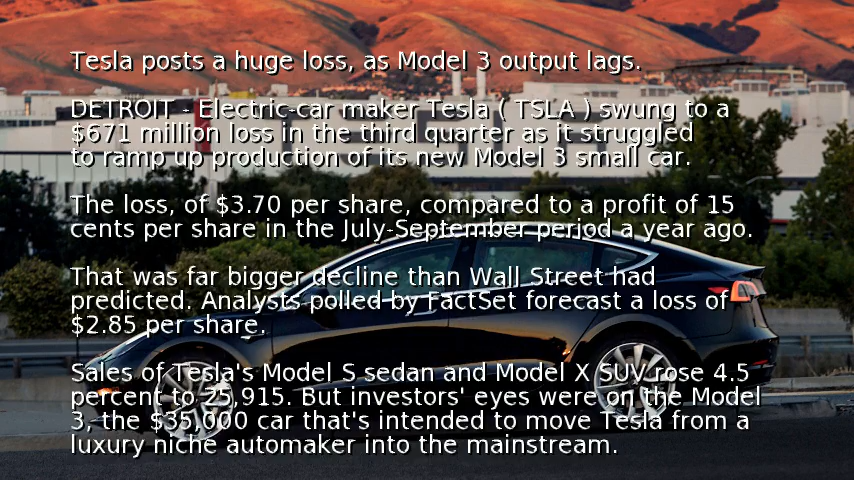 Tesla posts a huge loss, as Model 3 output lags.
DETROIT - Electric-car maker Tesla ( TSLA ) swung to a
$671 million loss in the third quarter as it struggled
to ramp up production of its new Model 3 small car.
The loss, of $3.70 per share, compared to a profit of 15
cents per share in the July-September period a year ago.
That was far bigger decline than Wall Street had
predicted. Analysts polled by FactSet forecast a loss of
$2.85 per share.
Sales of Tesla's Model S sedan and Model X SUV rose 4.5
percent to 25,915. But investors' eyes were on the Model
3, the $35,000 car that's intended to move Tesla from a
luxury niche automaker into the mainstream.